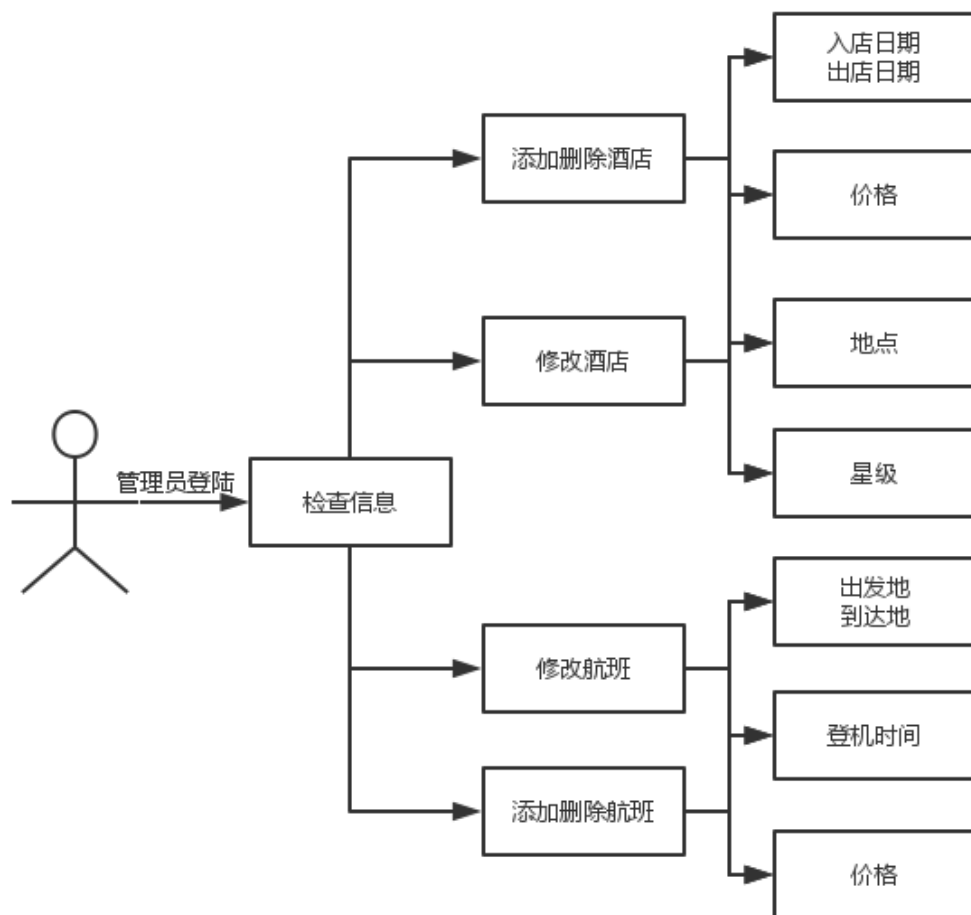 入店日期
出店日期
添加删除酒店
价格
修改酒店
地点
管理员登陆
检查信息
星级
出发地
到达地
修改航班
登机时间
添加删除航班
价格